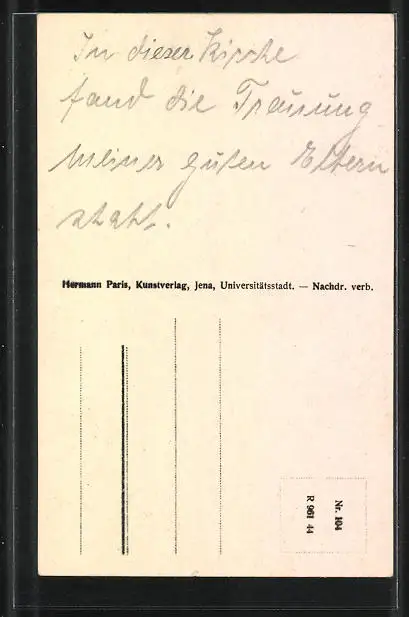 In dieser Kirche
fand die Trauung
meiner guten Eltern
statt.
Hermann Paris, Kunstverlag, Jena, Universitätsstadt. — Nachdr. verb.
Nr. 104
R 961 44